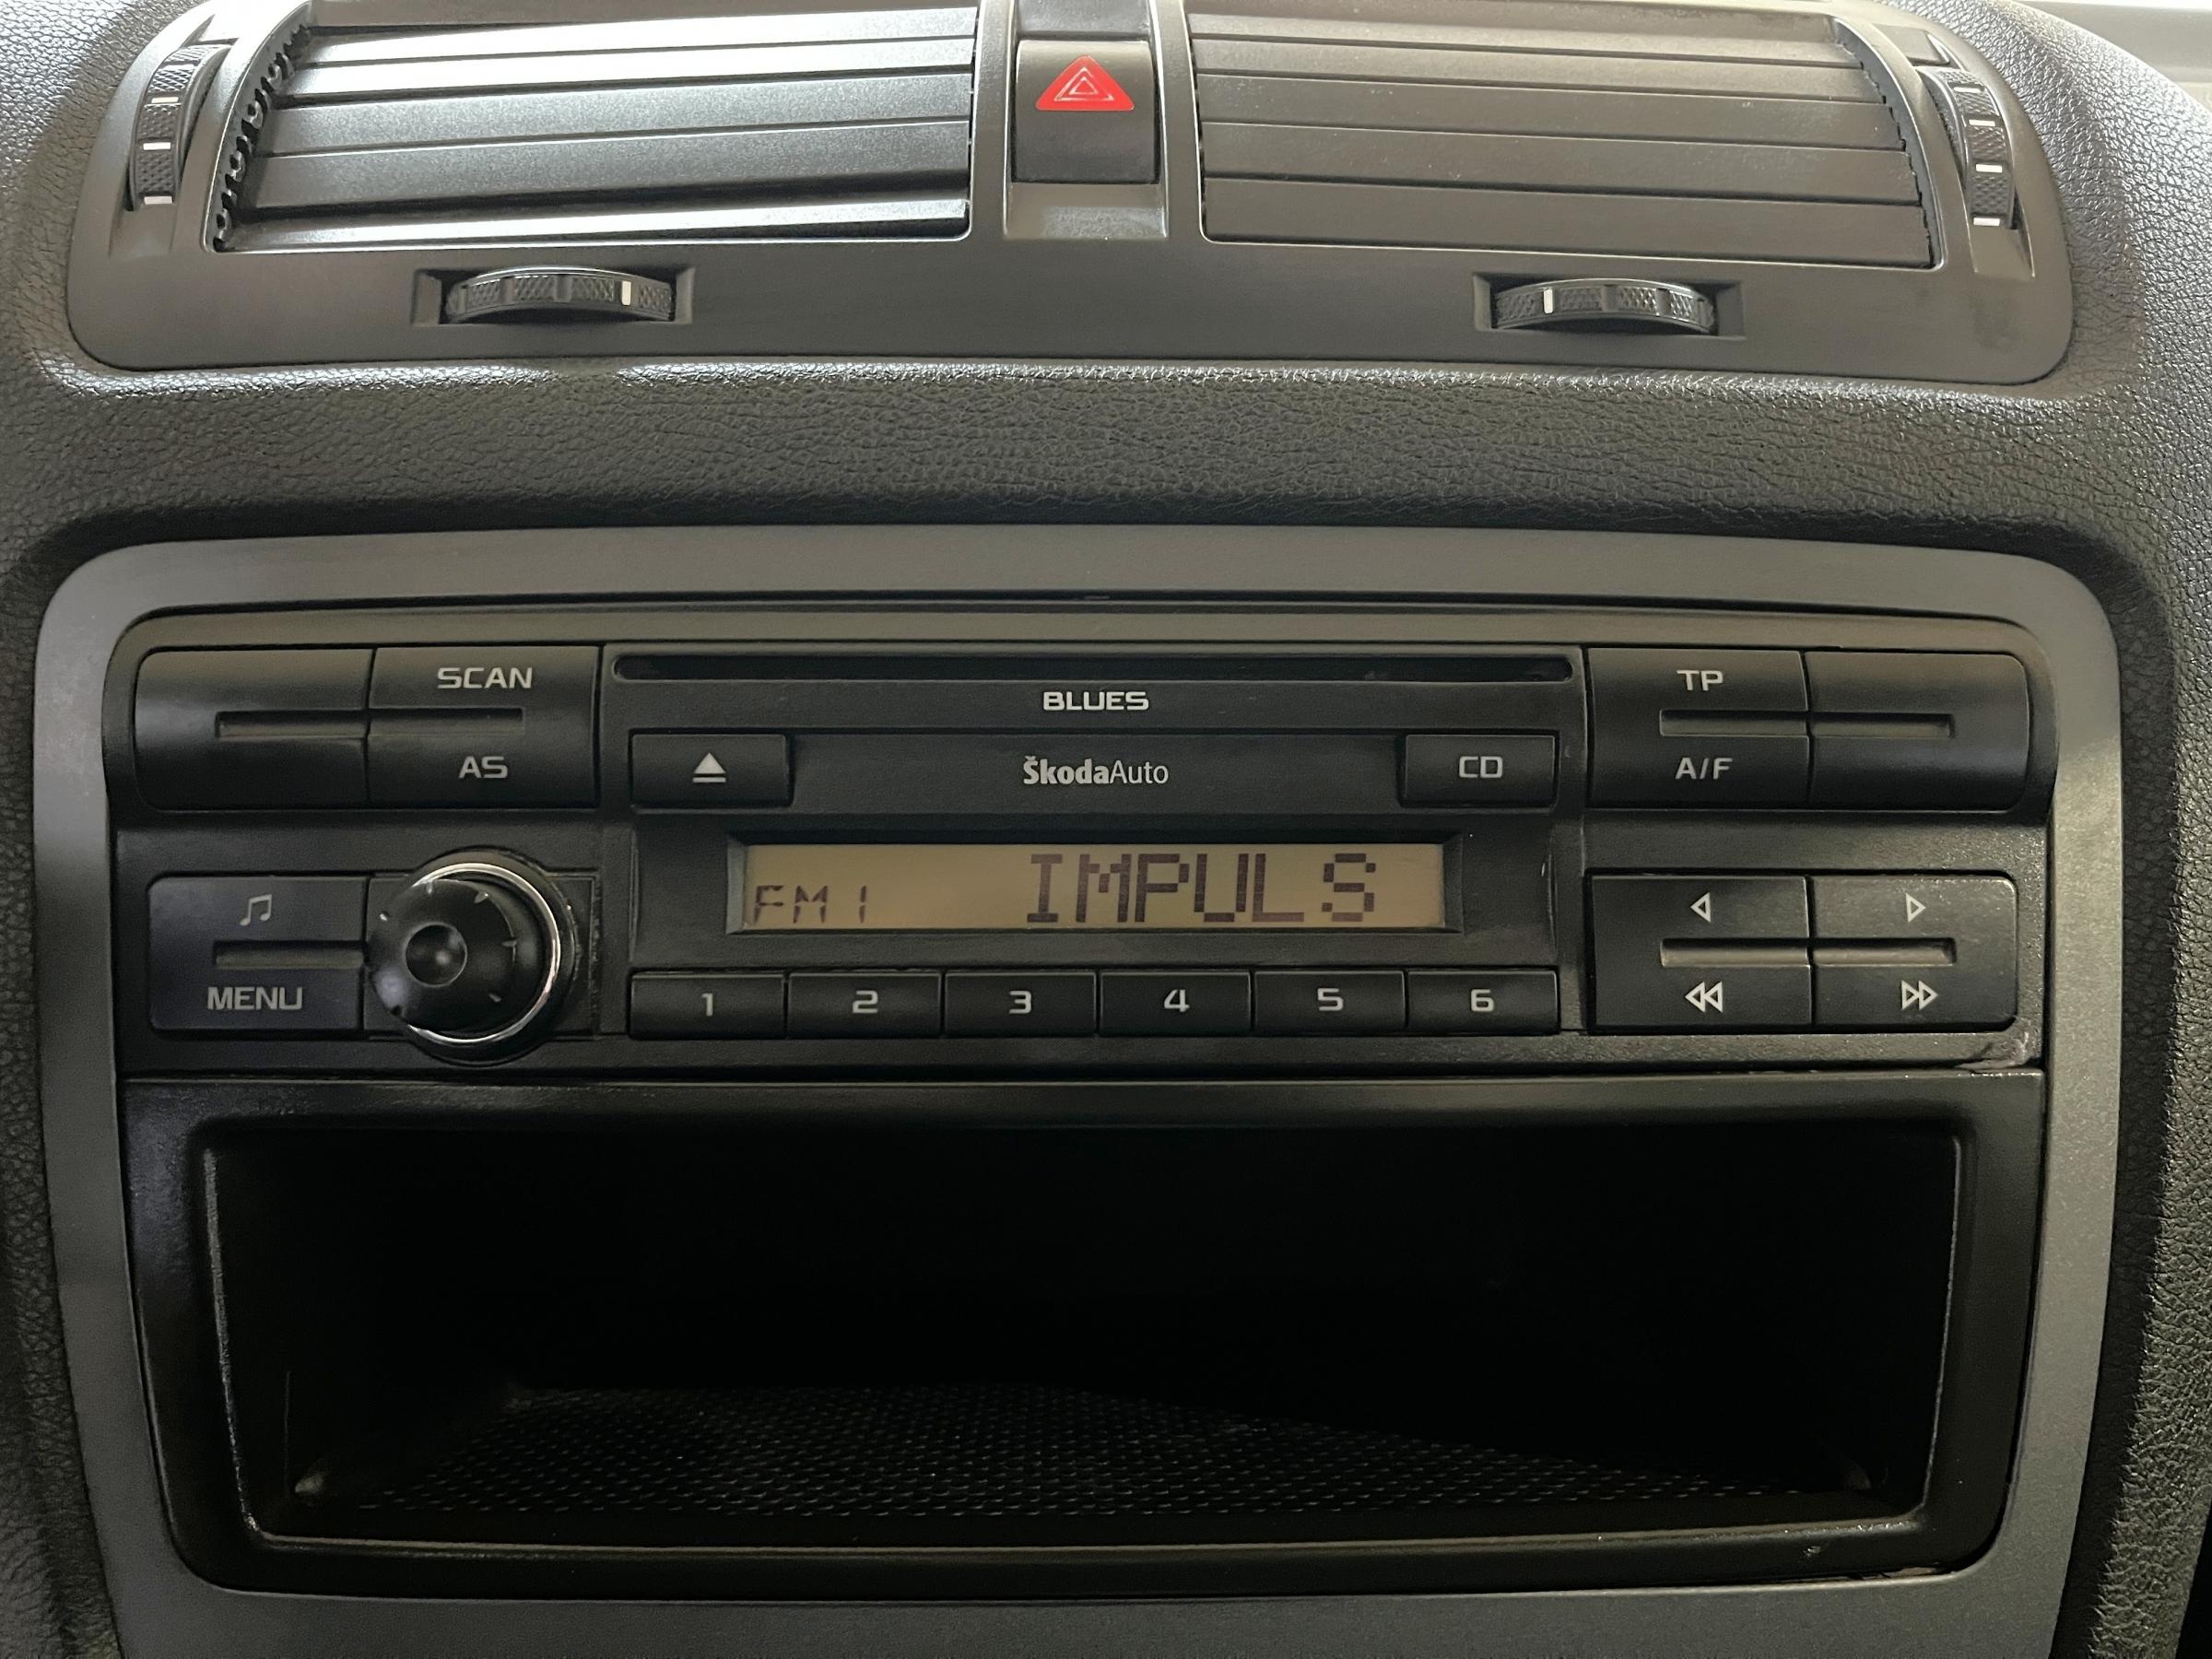 SCAN
AS
BLUES
ŠkodaAuto
CD
TP
A/F
MENU
FM1 IMPULS
1 2 3 4 5 6